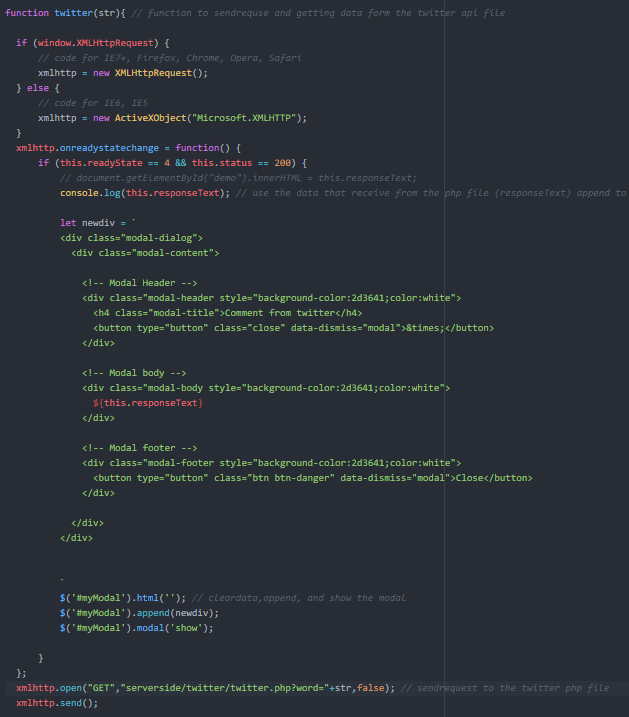 function twitter(str){ // function to sendrequse and getting data form the twitter api file
if (window.XMLHttpRequest) {
// code for IE7+, Firefox, Chrome, Opera, Safari
xmlhttp = new XMLHttpRequest();
} else {
// code for IE6, IE5
xmlhttp = new ActiveXObject("Microsoft.XMLHTTP");
}
xmlhttp.onreadystatechange = function() {
if (this.readyState == 4 && this.status == 200) {
// document.getElementById("demo").innerHTML = this.responseText;
console.log(this.responseText); // use the data that receive from the php file (responseText) append to
let newdiv = `
<div class="modal-dialog">
<div class="modal-content">
<!-- Modal Header -->
<div class="modal-header style="background-color:2d3641;color:white">
<h4 class="modal-title">Comment from twitter</h4>
<button type="button" class="close" data-dismiss="modal">&times;</button>
</div>
<!-- Modal body -->
<div class="modal-body style="background-color:2d3641;color:white">
${this.responseText}
</div>
<!-- Modal footer -->
<div class="modal-footer style="background-color:2d3641;color:white">
<button type="button" class="btn btn-danger" data-dismiss="modal">Close</button>
</div>
</div>
</div>
`
$('#myModal').html(''); // cleardata,append, and show the modal
$('#myModal').append(newdiv);
$('#myModal').modal('show');
}
};
xmlhttp.open("GET","serverside/twitter/twitter.php?word="+str,false); // sendrequest to the twitter php file
xmlhttp.send();